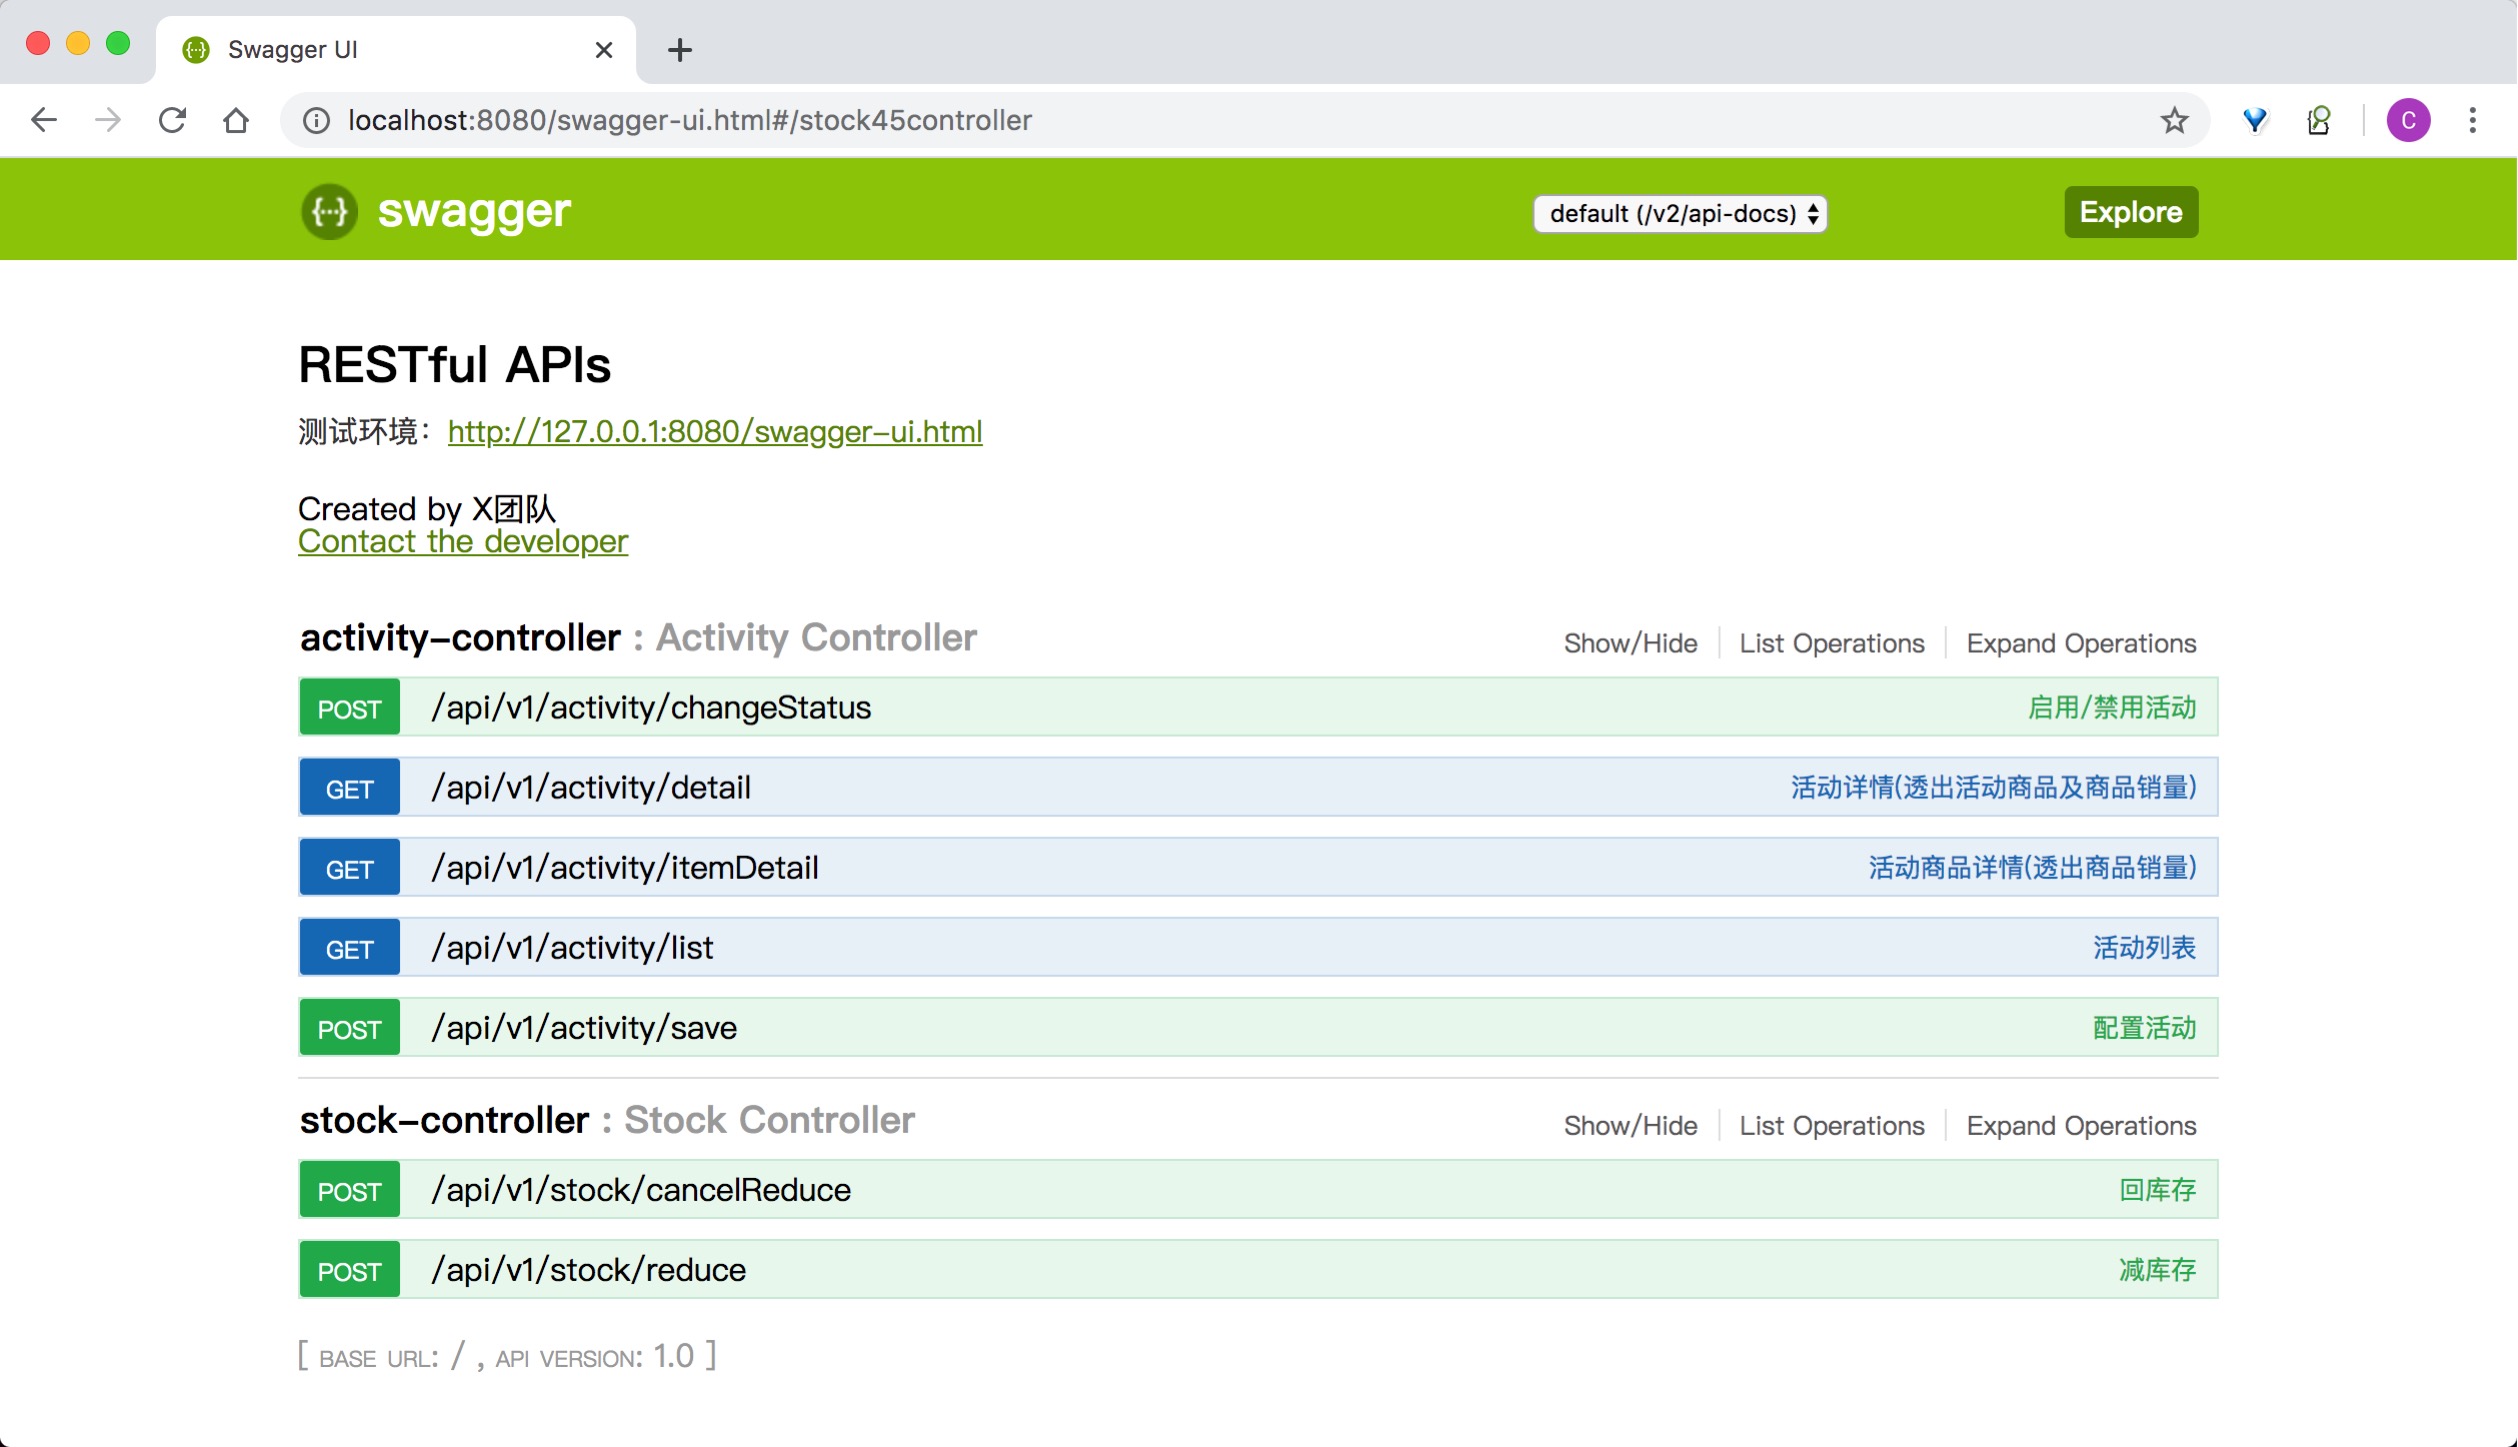 Swagger UI
localhost:8080/swagger-ui.html#/stock45controller
C
swagger
default (/v2/api-docs)
Explore
RESTful APIs
测试环境：http://127.0.0.1:8080/swagger-ui.html
Created by X团队
Contact the developer
activity-controller : Activity Controller
Show/Hide
List Operations
Expand Operations
POST /api/v1/activity/changeStatus 启用/禁用活动
GET /api/v1/activity/detail 活动详情(透出活动商品及商品销量)
GET /api/v1/activity/itemDetail 活动商品详情(透出商品销量)
GET /api/v1/activity/list 活动列表
POST /api/v1/activity/save 配置活动
stock-controller : Stock Controller
Show/Hide
List Operations
Expand Operations
POST /api/v1/stock/cancelReduce 回库存
POST /api/v1/stock/reduce 减库存
[ BASE URL: / , API VERSION: 1.0 ]